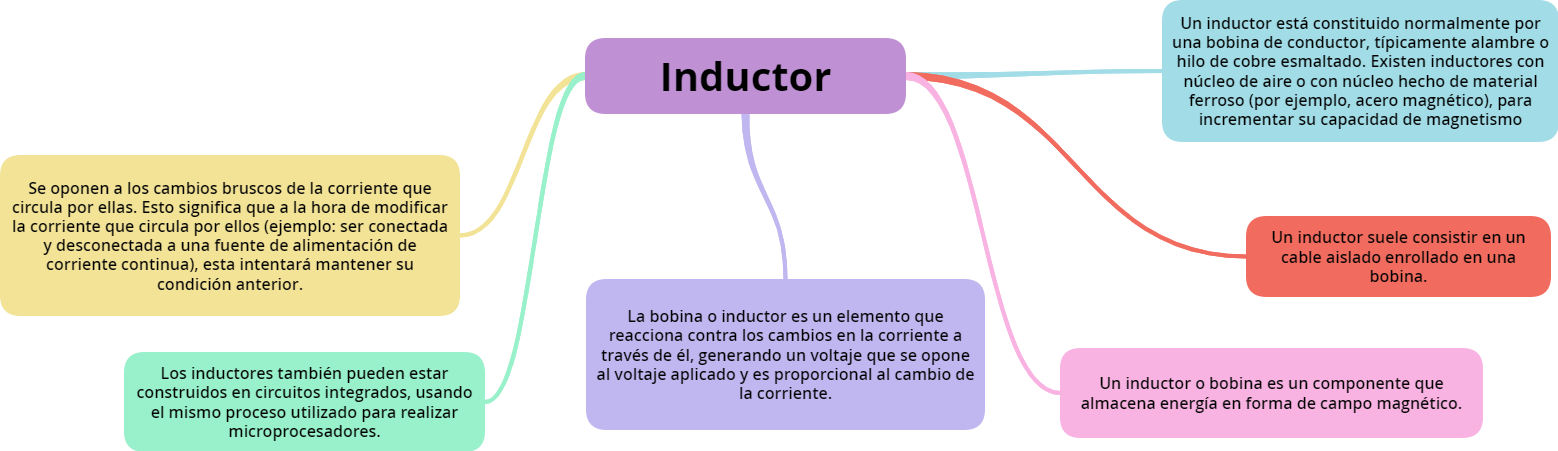 Inductor
Un inductor está constituido normalmente por
una bobina de conductor, típicamente alambre o
hilo de cobre esmaltado. Existen inductores con
núcleo de aire o con núcleo hecho de material
ferroso (por ejemplo, acero magnético), para
incrementar su capacidad de magnetismo
Un inductor suele consistir en un
cable aislado enrollado en una
bobina.
Un inductor o bobina es un componente que
almacena energía en forma de campo magnético.
La bobina o inductor es un elemento que
reacciona contra los cambios en la corriente a
través de él, generando un voltaje que se opone
al voltaje aplicado y es proporcional al cambio de
la corriente.
Se oponen a los cambios bruscos de la corriente que
circula por ellas. Esto significa que a la hora de modificar
la corriente que circula por ellos (ejemplo: ser conectada
y desconectada a una fuente de alimentación de
corriente continua), esta intentará mantener su
condición anterior.
Los inductores también pueden estar
construidos en circuitos integrados, usando
el mismo proceso utilizado para realizar
microprocesadores.